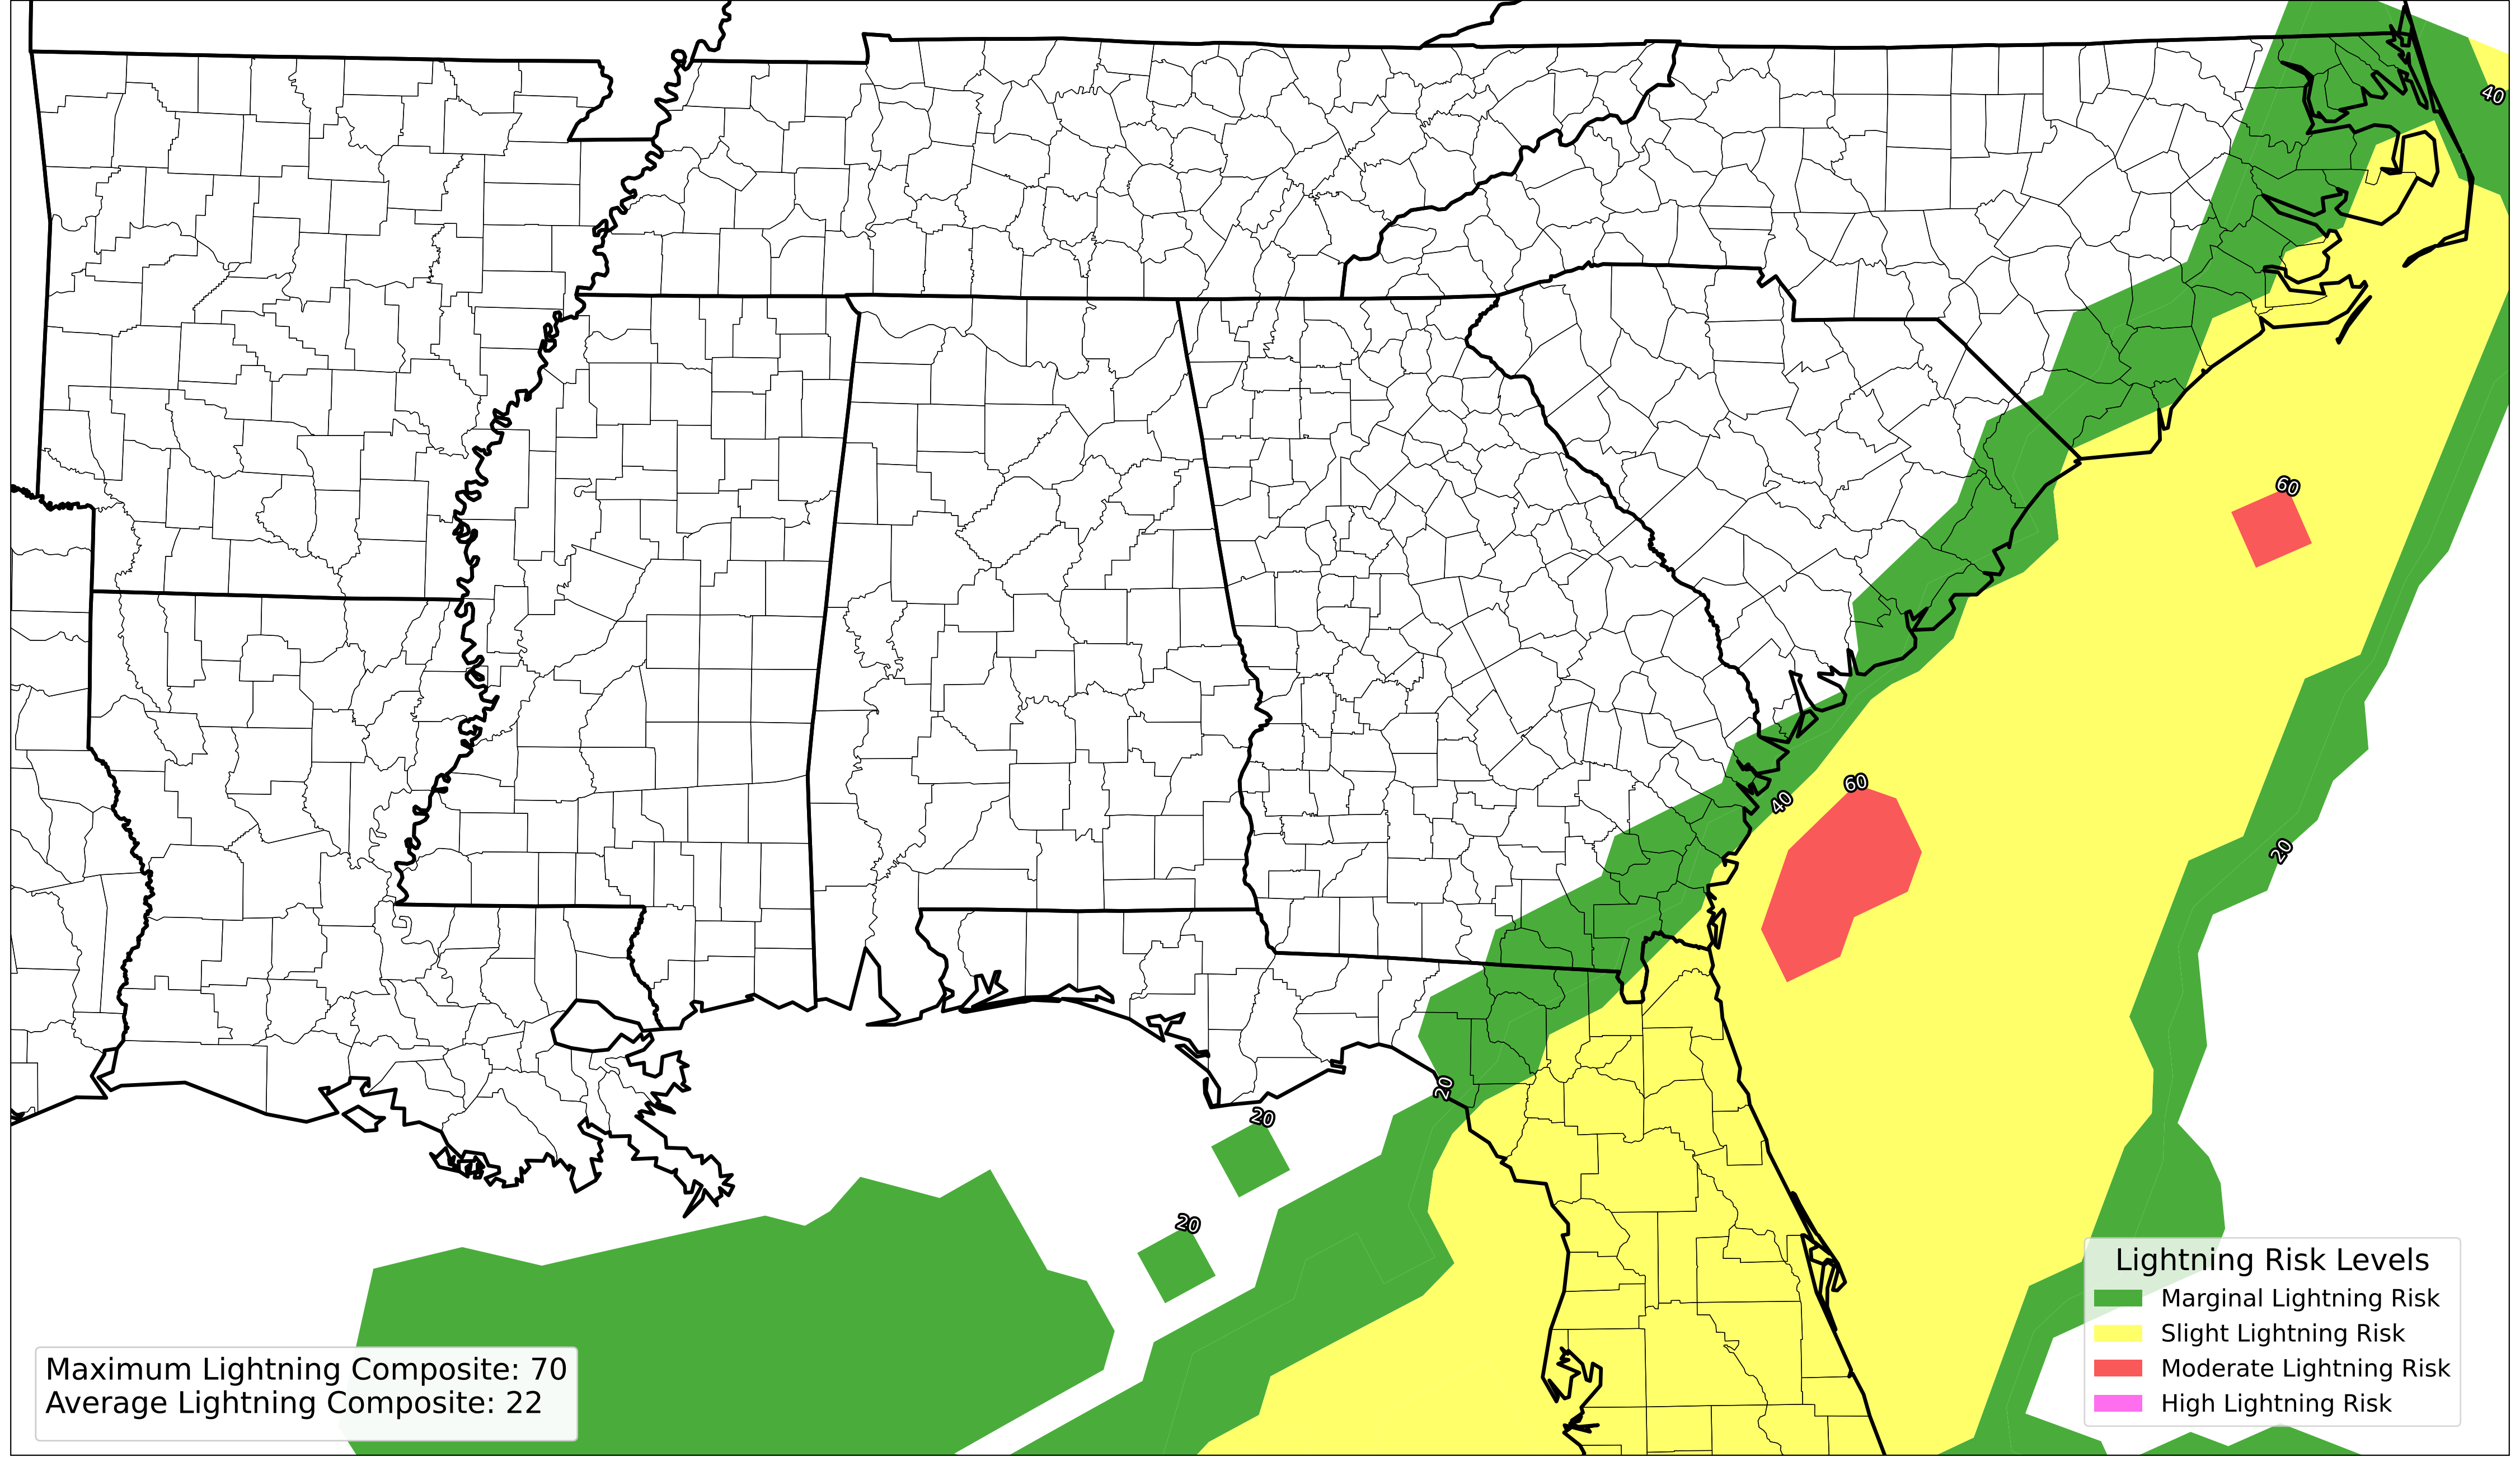 40
60
60
40
20
20
20
20
Lightning Risk Levels
Marginal Lightning Risk
Slight Lightning Risk
Moderate Lightning Risk
High Lightning Risk
Maximum Lightning Composite: 70
Average Lightning Composite: 22